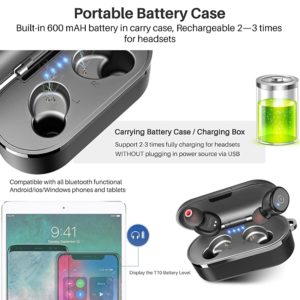 Portable Battery Case
Built-in 600 mAH battery in carry case, Rechargeable 2—3 times
for headsets
Carrying Battery Case / Charging Box
Support 2-3 times fully charging for headsets
WITHOUT plugging in power source via USB
Compatible with all bluetooth functional
Android/ios/Windows phones and tablets
Display the T10 Battery Level